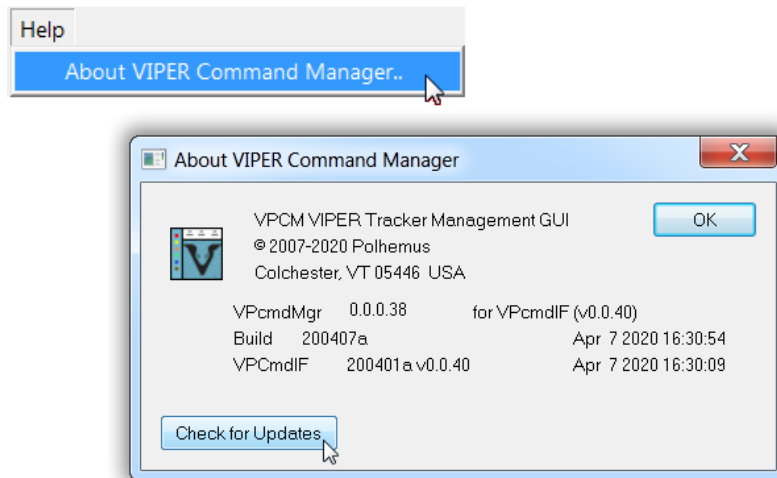 Help
About VIPER Command Manager..
About VIPER Command Manager
VPCM VIPER Tracker Management GUI
OK
© 2007-2020 Polhemus
Colchester, VT 05446 USA
VPcmdMgr 0.0.0.38 for VPcmdIF (v0.0.40)
Build 200407a Apr 7 2020 16:30:54
VPCmdIF 200401a v0.0.40 Apr 7 2020 16:30:09
Check for Updates